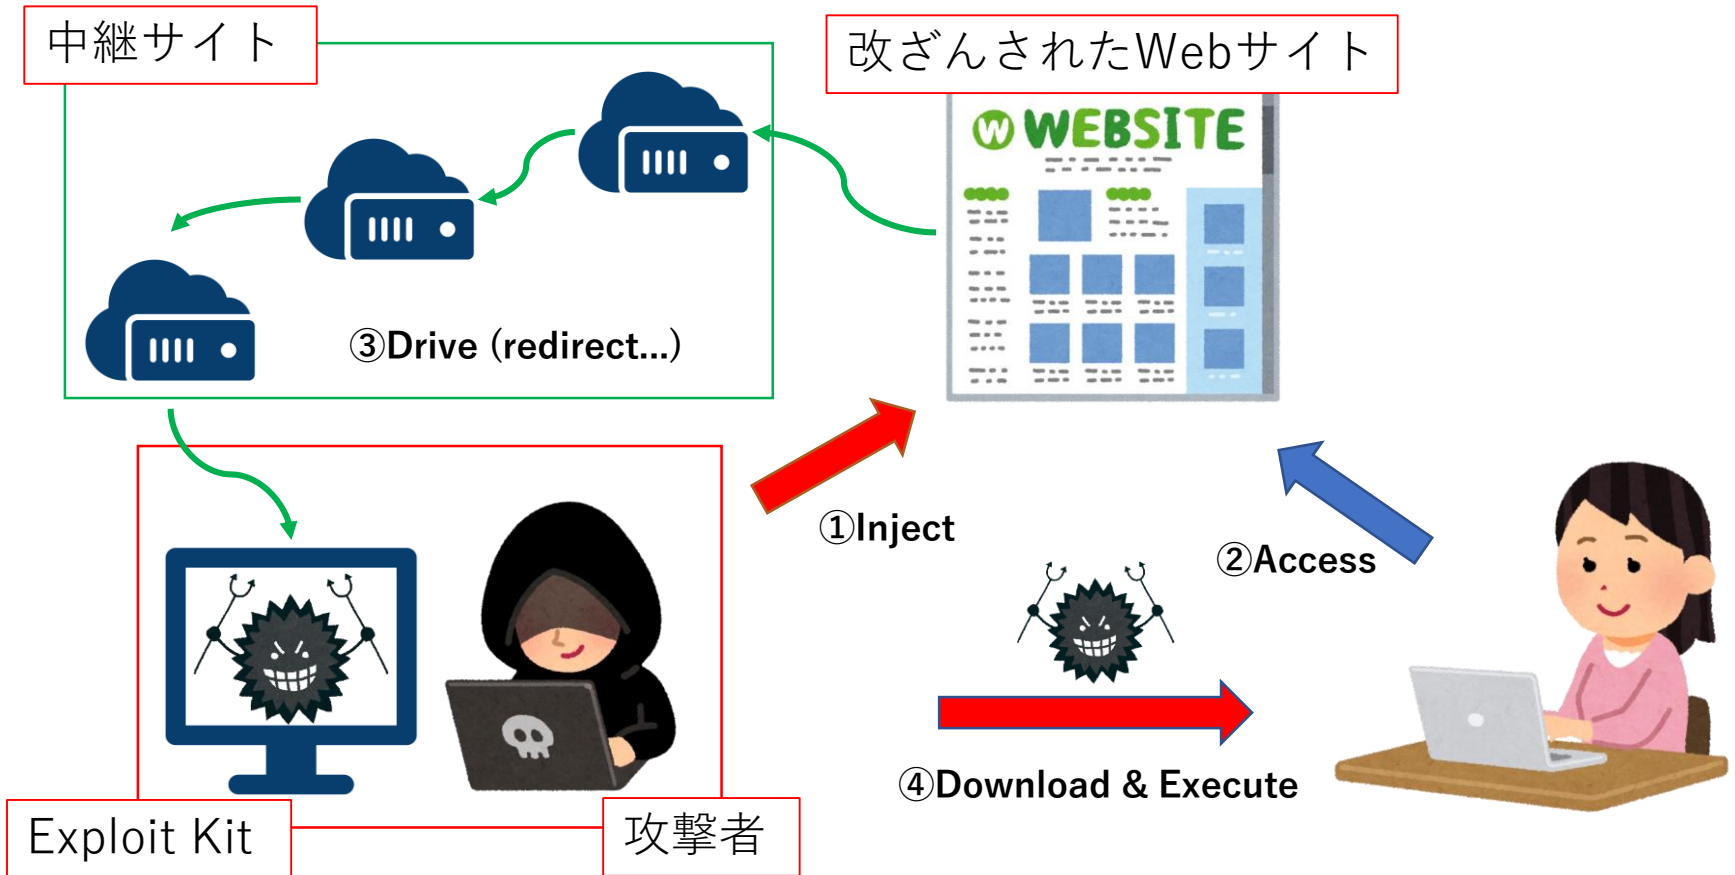 中継サイト
改ざんされたWebサイト
W WEBSITE
③Drive (redirect...)
①Inject
②Access
④Download & Execute
Exploit Kit
攻撃者